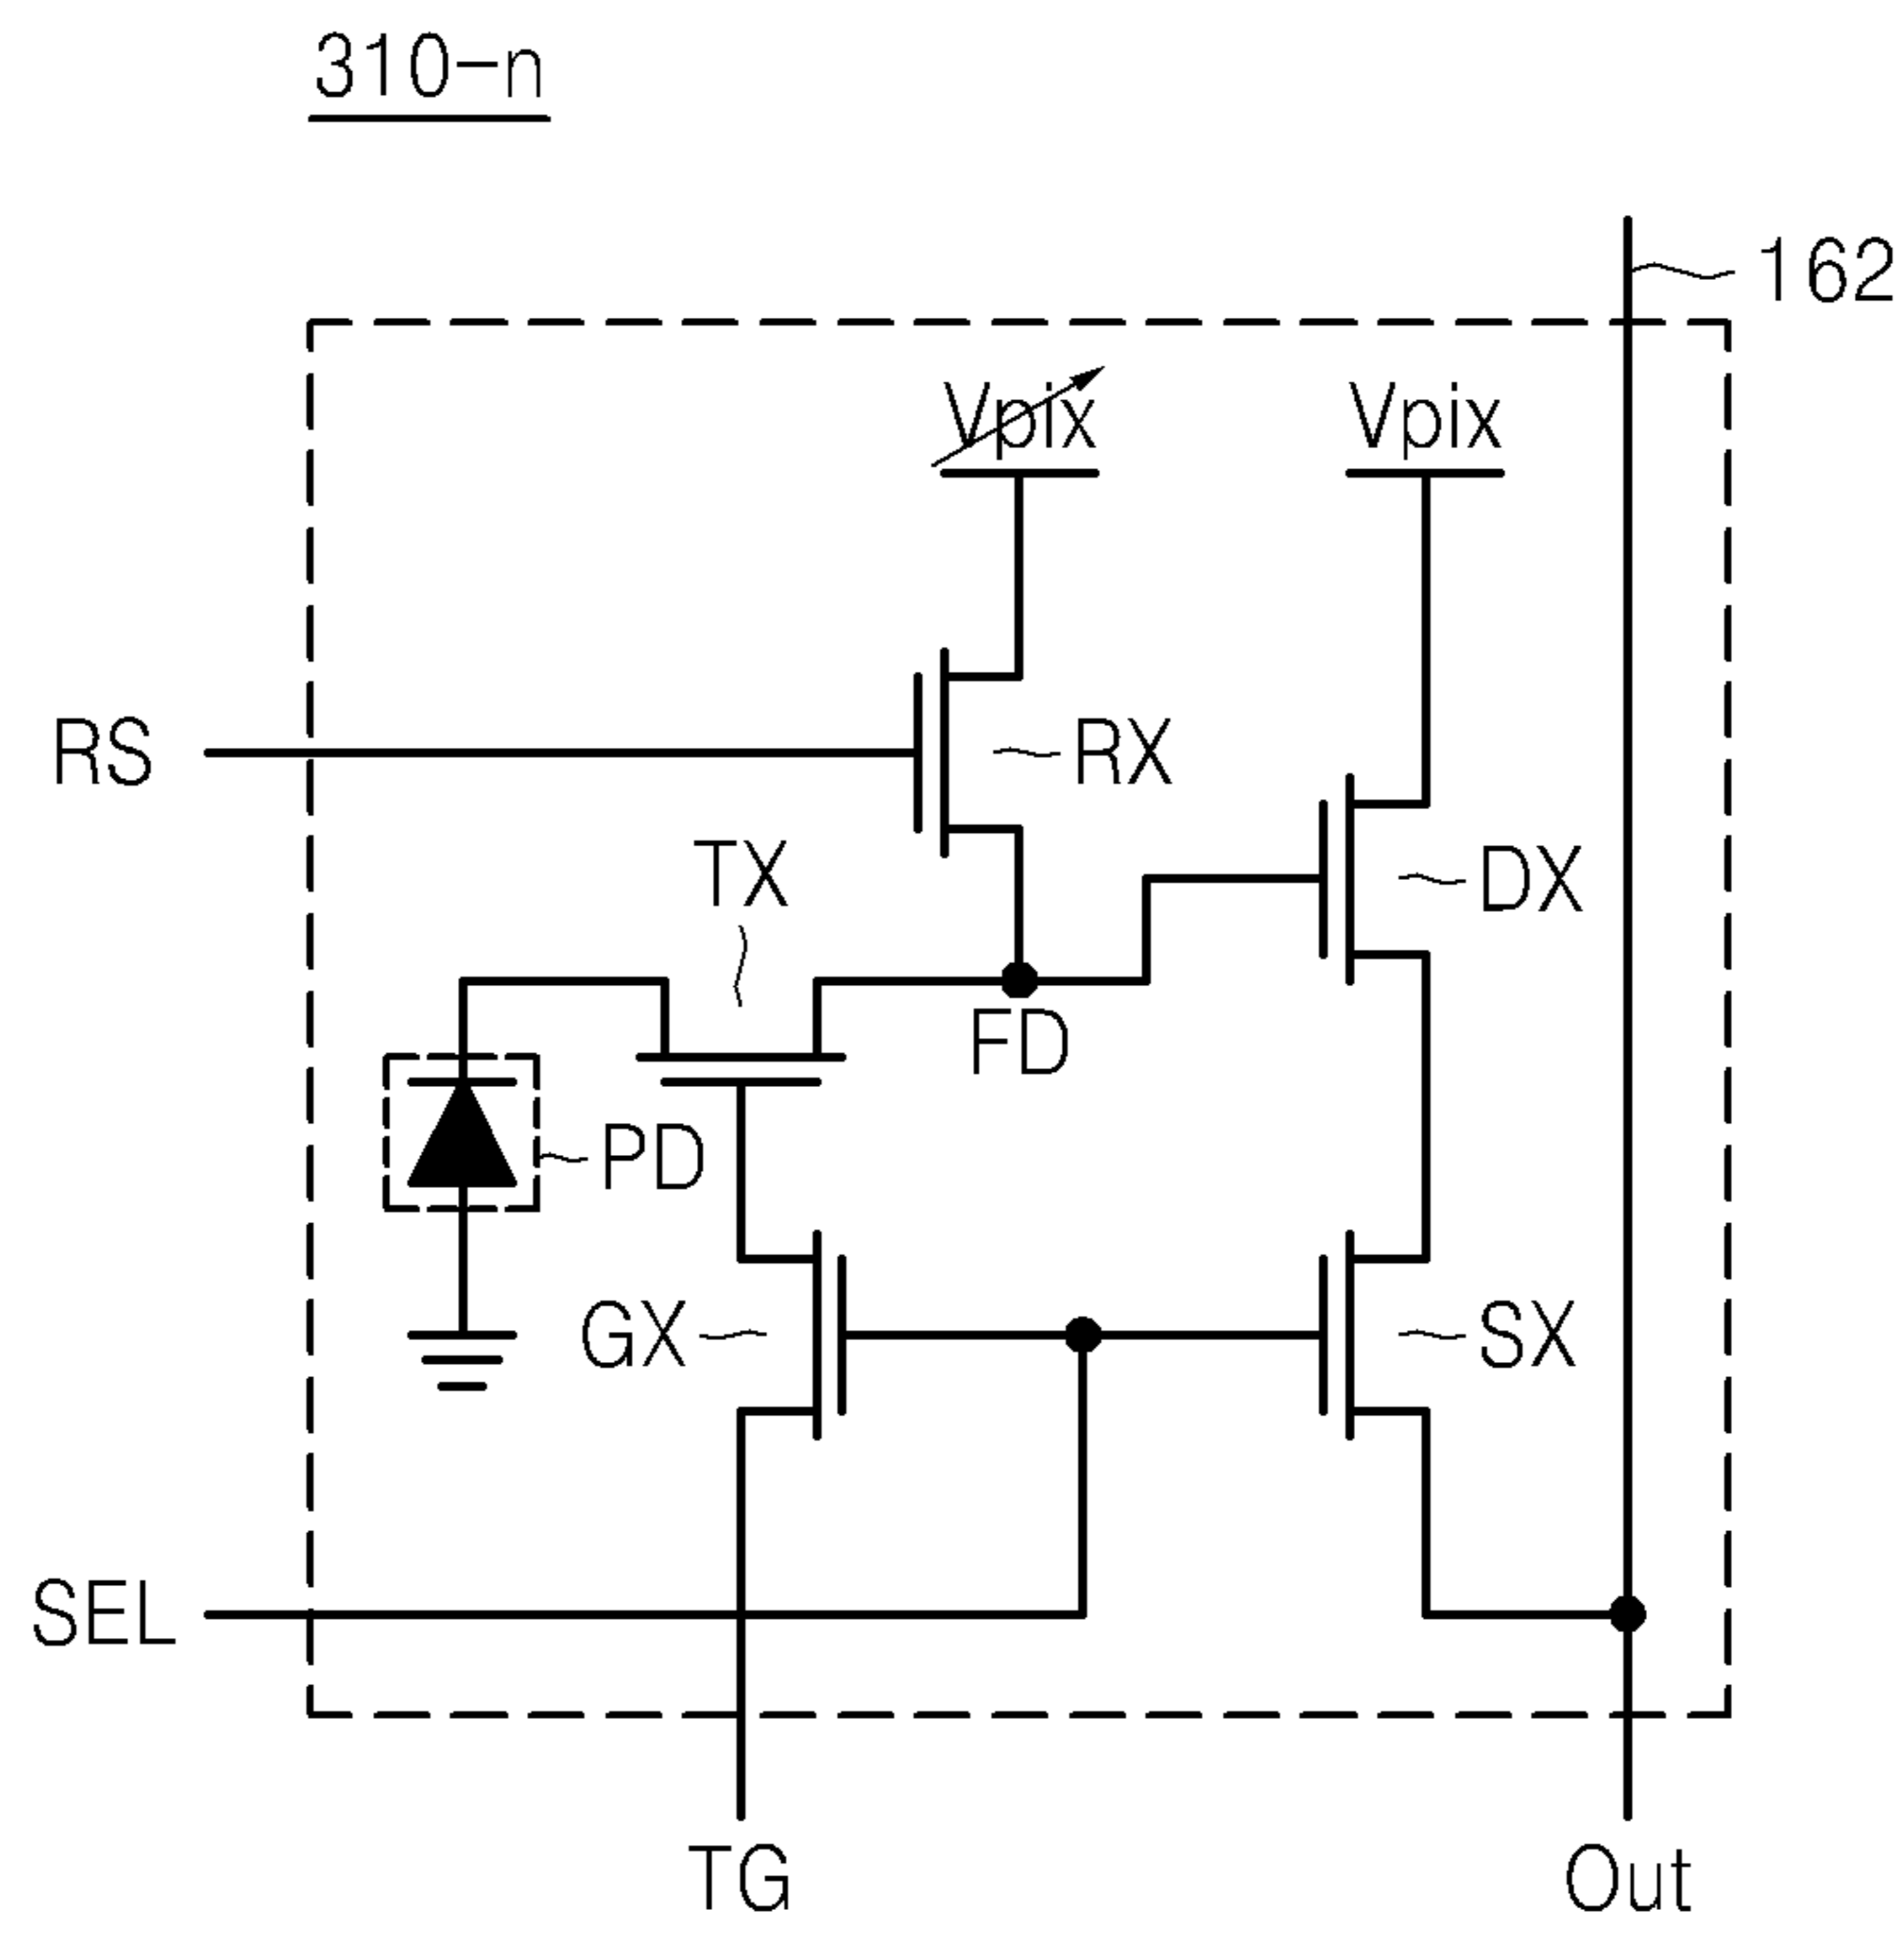 310-n
162
Vpix
Vpix
RS
RX
TX
DX
FD
PD
GX
SX
SEL
TG
Out